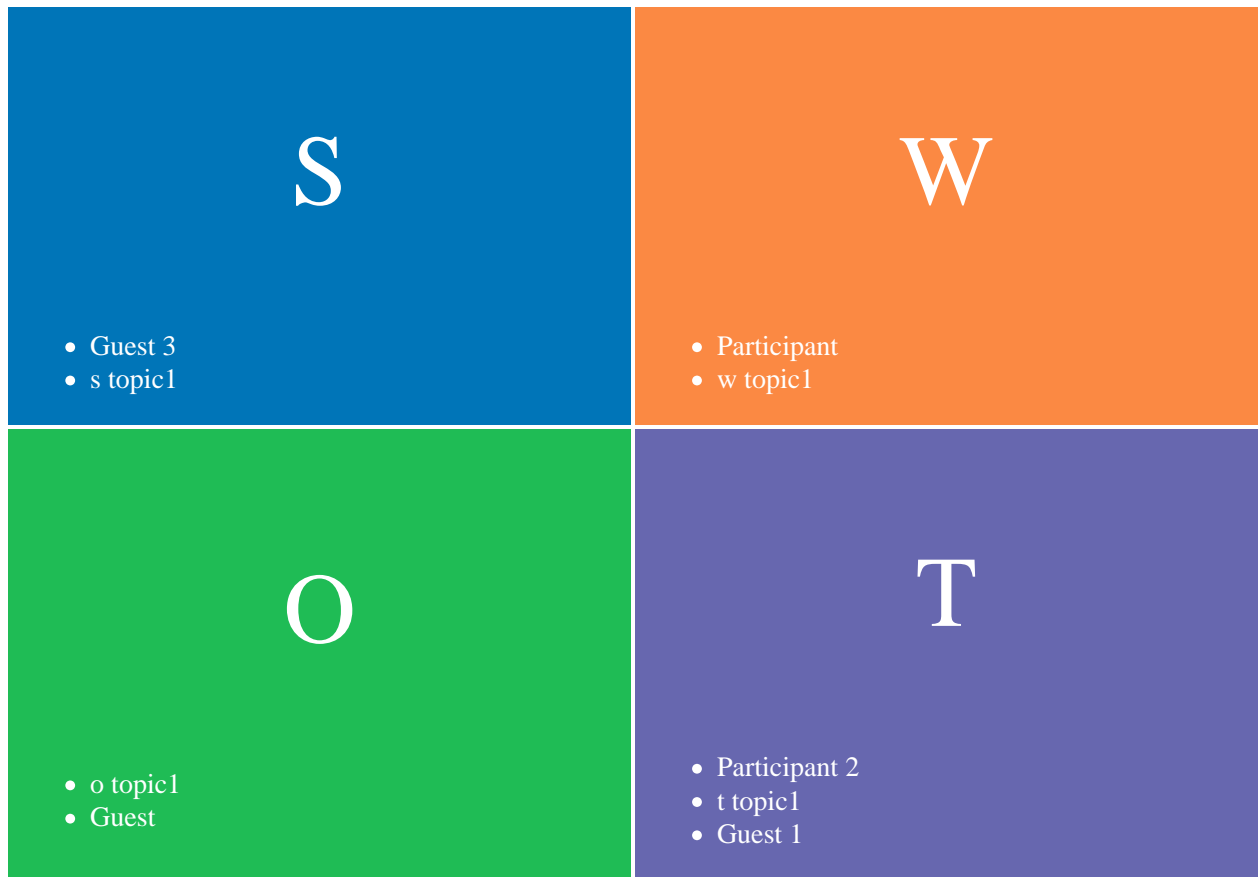 S
• Guest 3
• s topic1
W
• Participant
• w topic1
O
• o topic1
• Guest
T
• Participant 2
• t topic1
• Guest 1